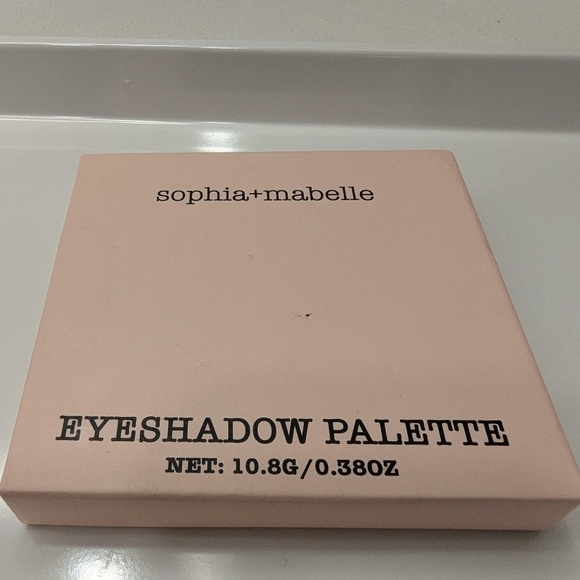 sophia+mabelle
EYESHADOW PALETTE
NET: 10.8G/0.38OZ